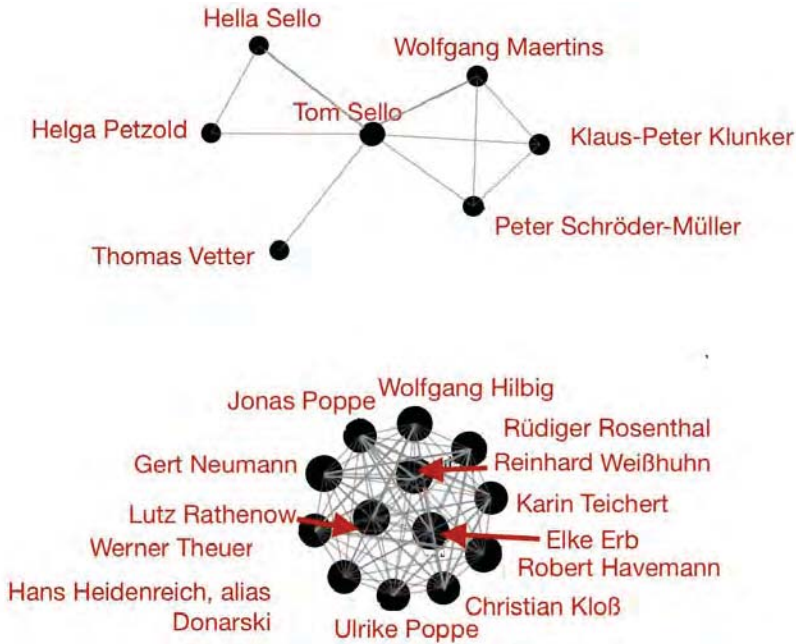 Hella Sello
Wolfgang Maertins
Tom Sello
Helga Petzold
Klaus-Peter Klunker
Peter Schröder-Müller
Thomas Vetter
Wolfgang Hilbig
Jonas Poppe
Rüdiger Rosenthal
Gert Neumann
Reinhard Weißhuhn
Karin Teichert
Lutz Rathenow
Elke Erb
Werner Theuer
Robert Havemann
Hans Heidenreich, alias
Donarski
Christian Kloß
Ulrike Poppe